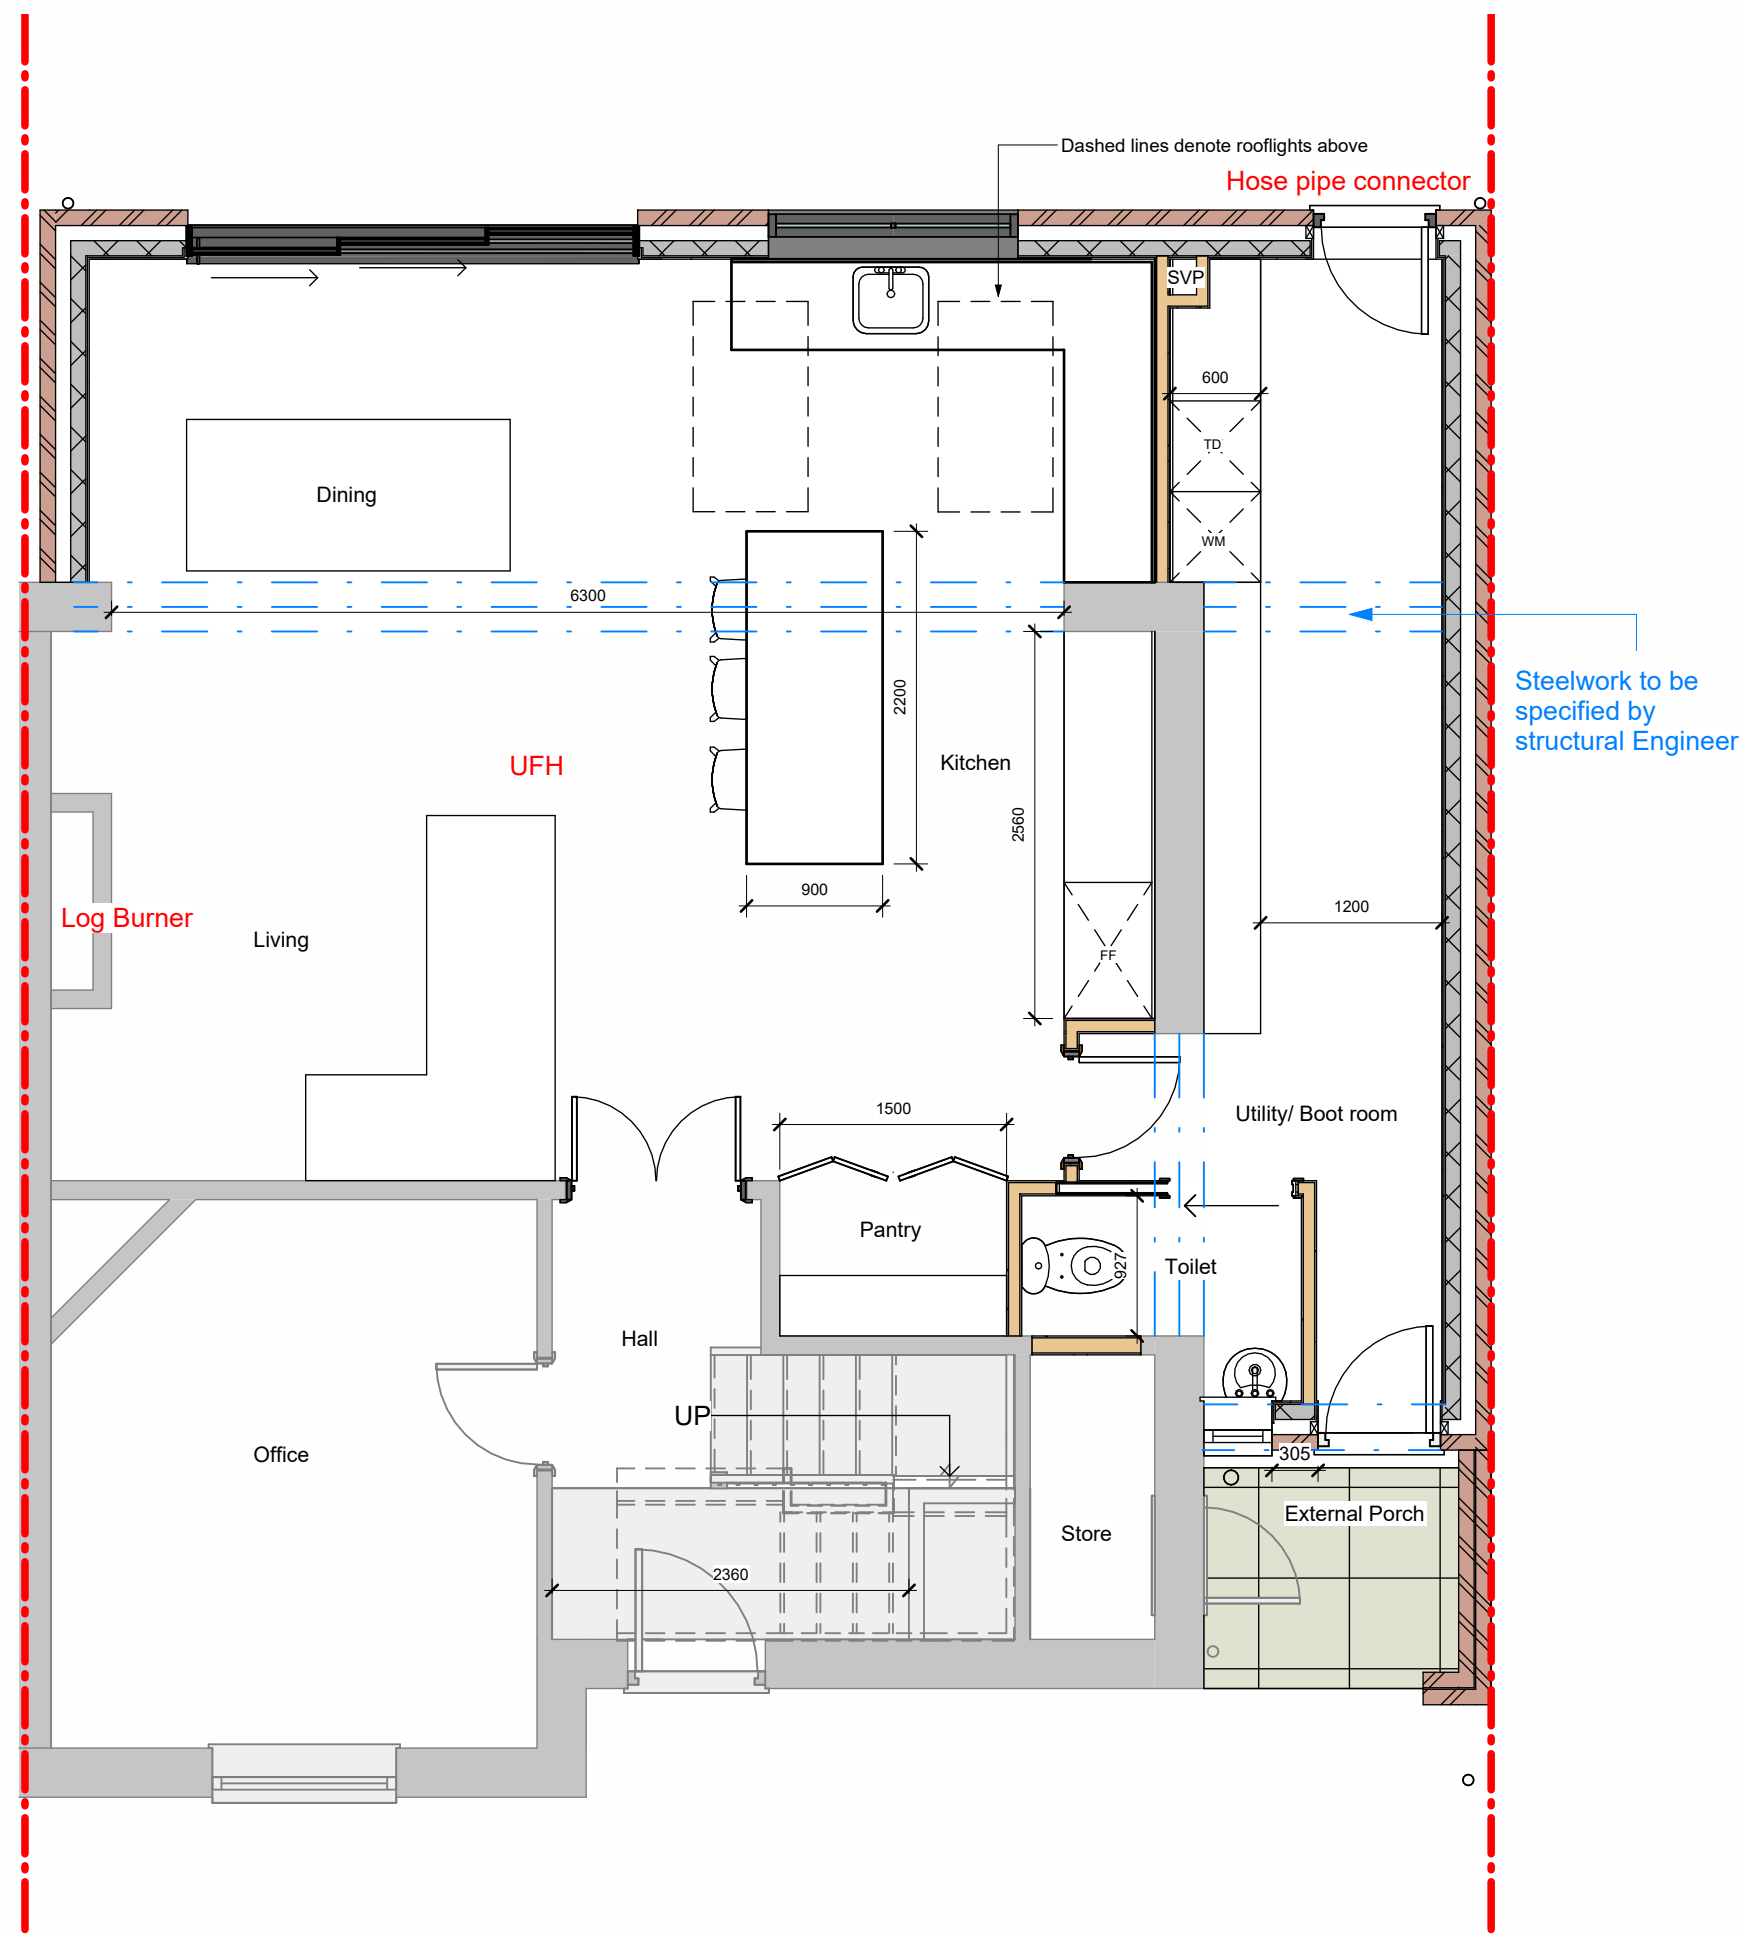 Dashed lines denote rooflights above
Hose pipe connector
SVP
600
TD
Dining
WM
6300
Steelwork to be
specified by
structural Engineer
2200
UFH
Kitchen
2560
900
1200
Log Burner
Living
FF
1500
Utility/ Boot room
Pantry
927
Toilet
Hall
UP
Office
305
External Porch
Store
2360